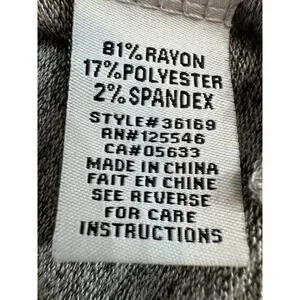 81% RAYON
17% POLYESTER
2% SPANDEX
STYLE# 36169
RN# 125546
CA# 05633
MADE IN CHINA
FAIT EN CHINE
SEE REVERSE
FOR CARE
INSTRUCTIONS